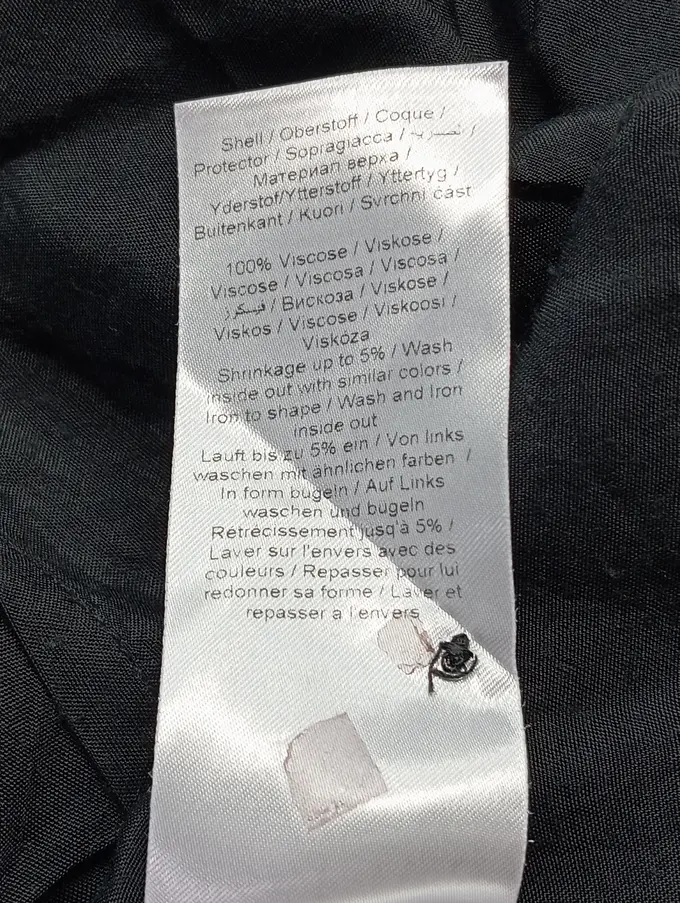 Shell / Oberstoff / Coque /
Protector / Sopragiacca / /
Материал верха /
Yderstof/Ytterstoff / Yttertyg /
Buitenkant / Kuori / Svrchní část
100% Viscose / Viskose /
Viscose / Viscosa / Viscosa /
فيسكوز / Вискоза / Viskose /
Viskos / Viscose / Viskoosi /
Viskóza
Shrinkage up to 5% / Wash
inside out with similar colors /
Iron to shape / Wash and Iron
inside out
Lauft bis zu 5% ein / Von links
waschen mit ahnlichen farben /
In form bugeln / Auf Links
waschen und bugeln
Rétrécissement jusq'à 5% /
Laver sur l'envers avec des
couleurs / Repasser pour lui
redonner sa forme / Laver et
repasser a l'envers